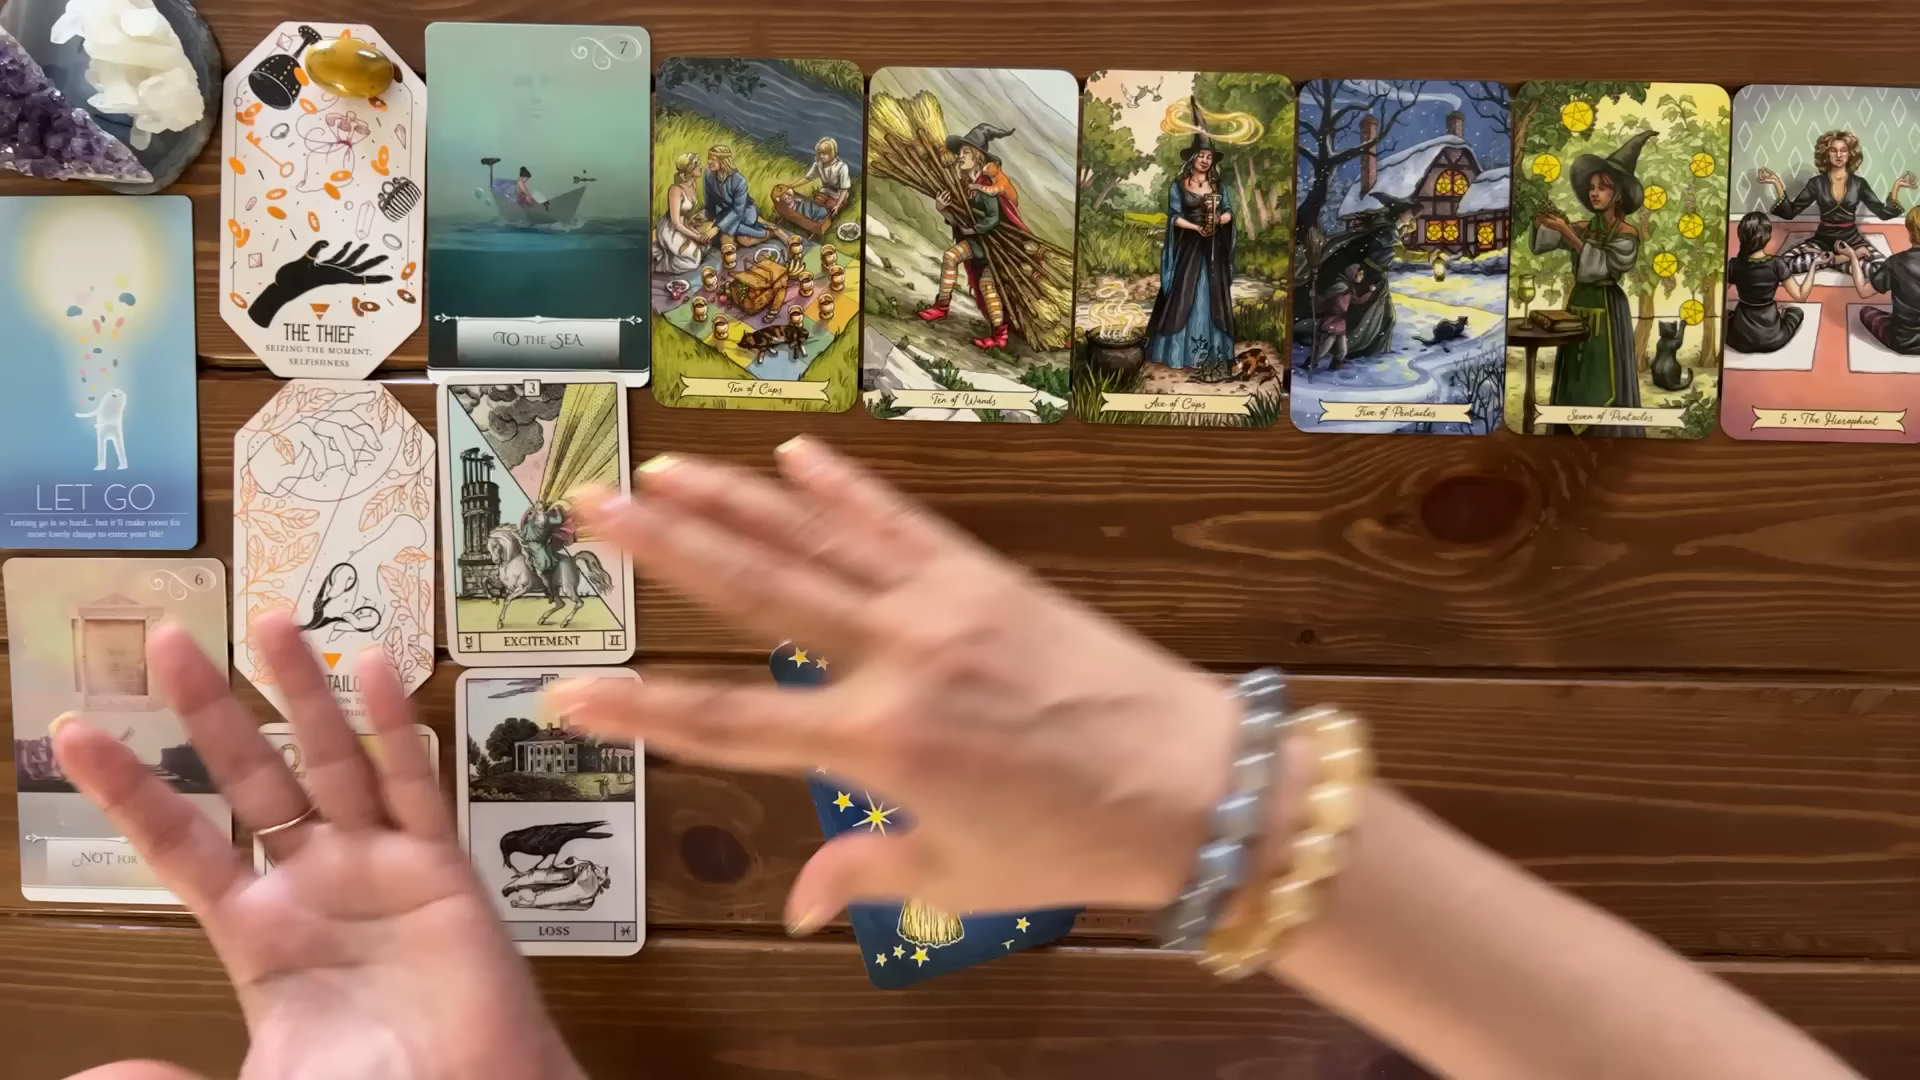 THE THIEF
SEIZING THE MOMENT,
SELFISHNESS
7
TO THE SEA
Ten of Cups
Ten of Wands
Ace of Cups
Five of Pentacles
Seven of Pentacles
5 • The Hierophant
LET GO
Letting go is so hard... but it'll make room for
more lovely things to enter your life!
3
EXCITEMENT
6
NOT FOR
LOSS